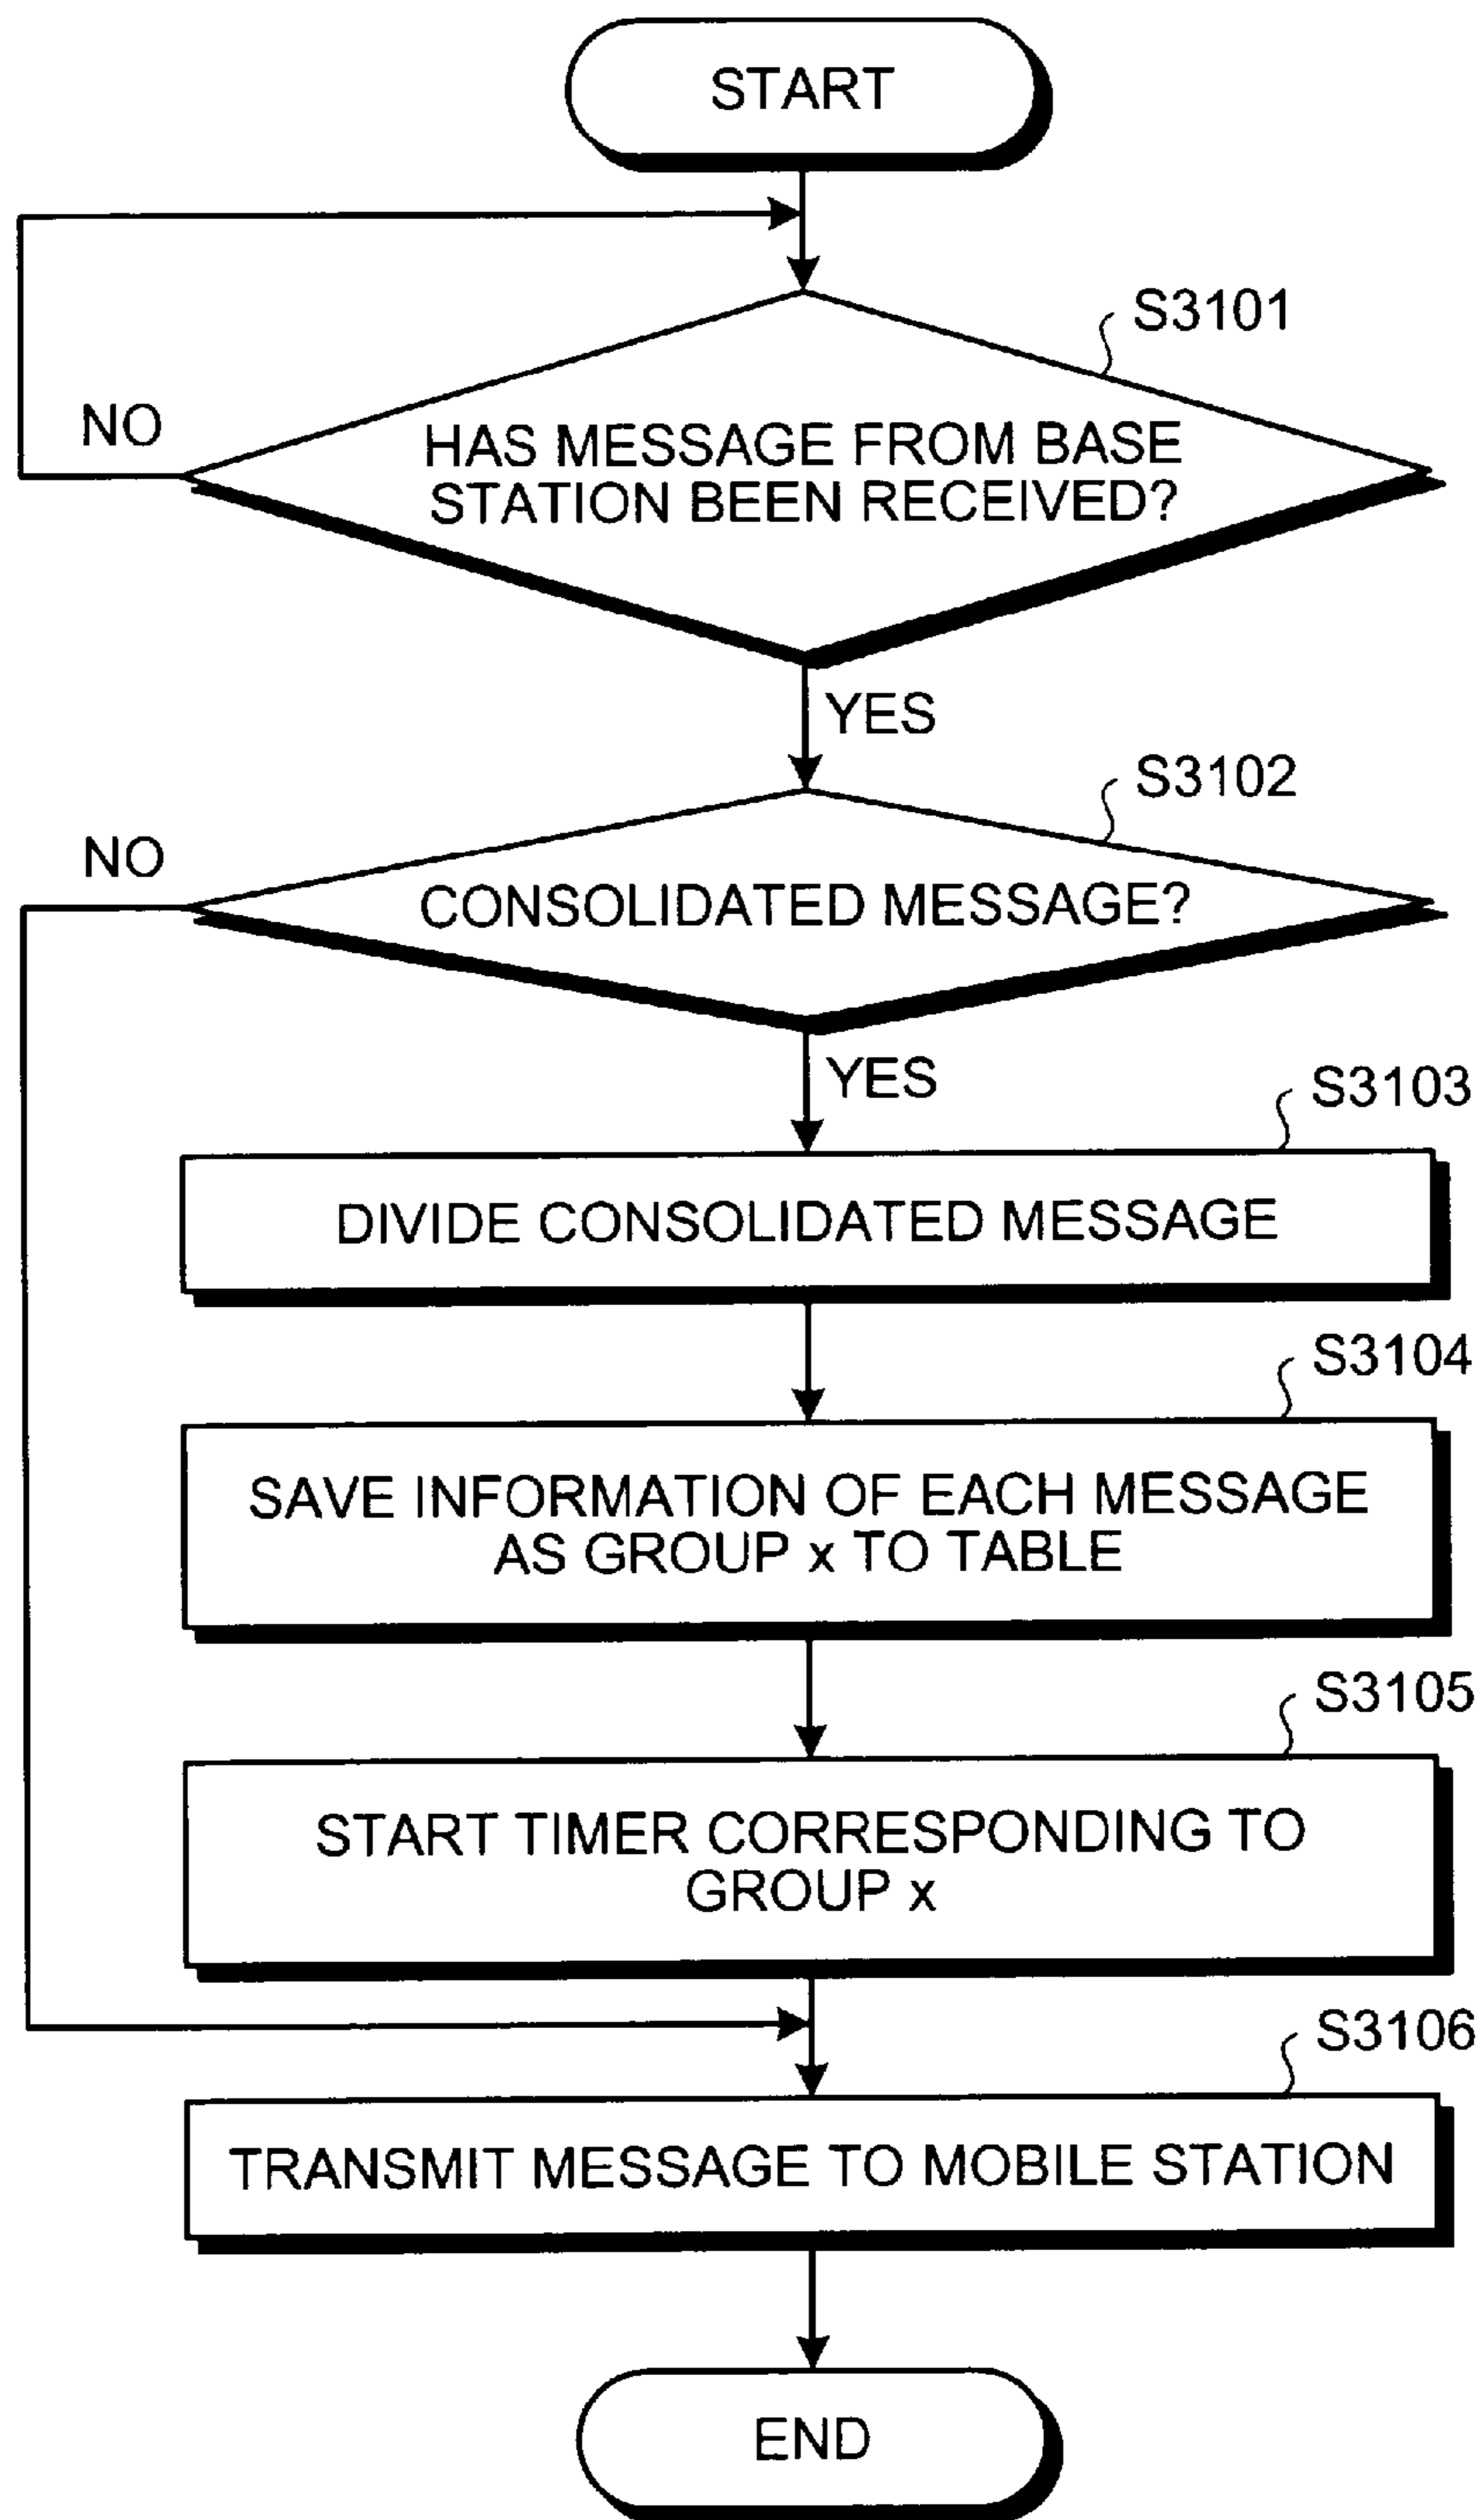 START
S3101
NO
HAS MESSAGE FROM BASE
STATION BEEN RECEIVED?
YES
S3102
NO
CONSOLIDATED MESSAGE?
YES
S3103
DIVIDE CONSOLIDATED MESSAGE
S3104
SAVE INFORMATION OF EACH MESSAGE
AS GROUP x TO TABLE
S3105
START TIMER CORRESPONDING TO
GROUP x
S3106
TRANSMIT MESSAGE TO MOBILE STATION
END